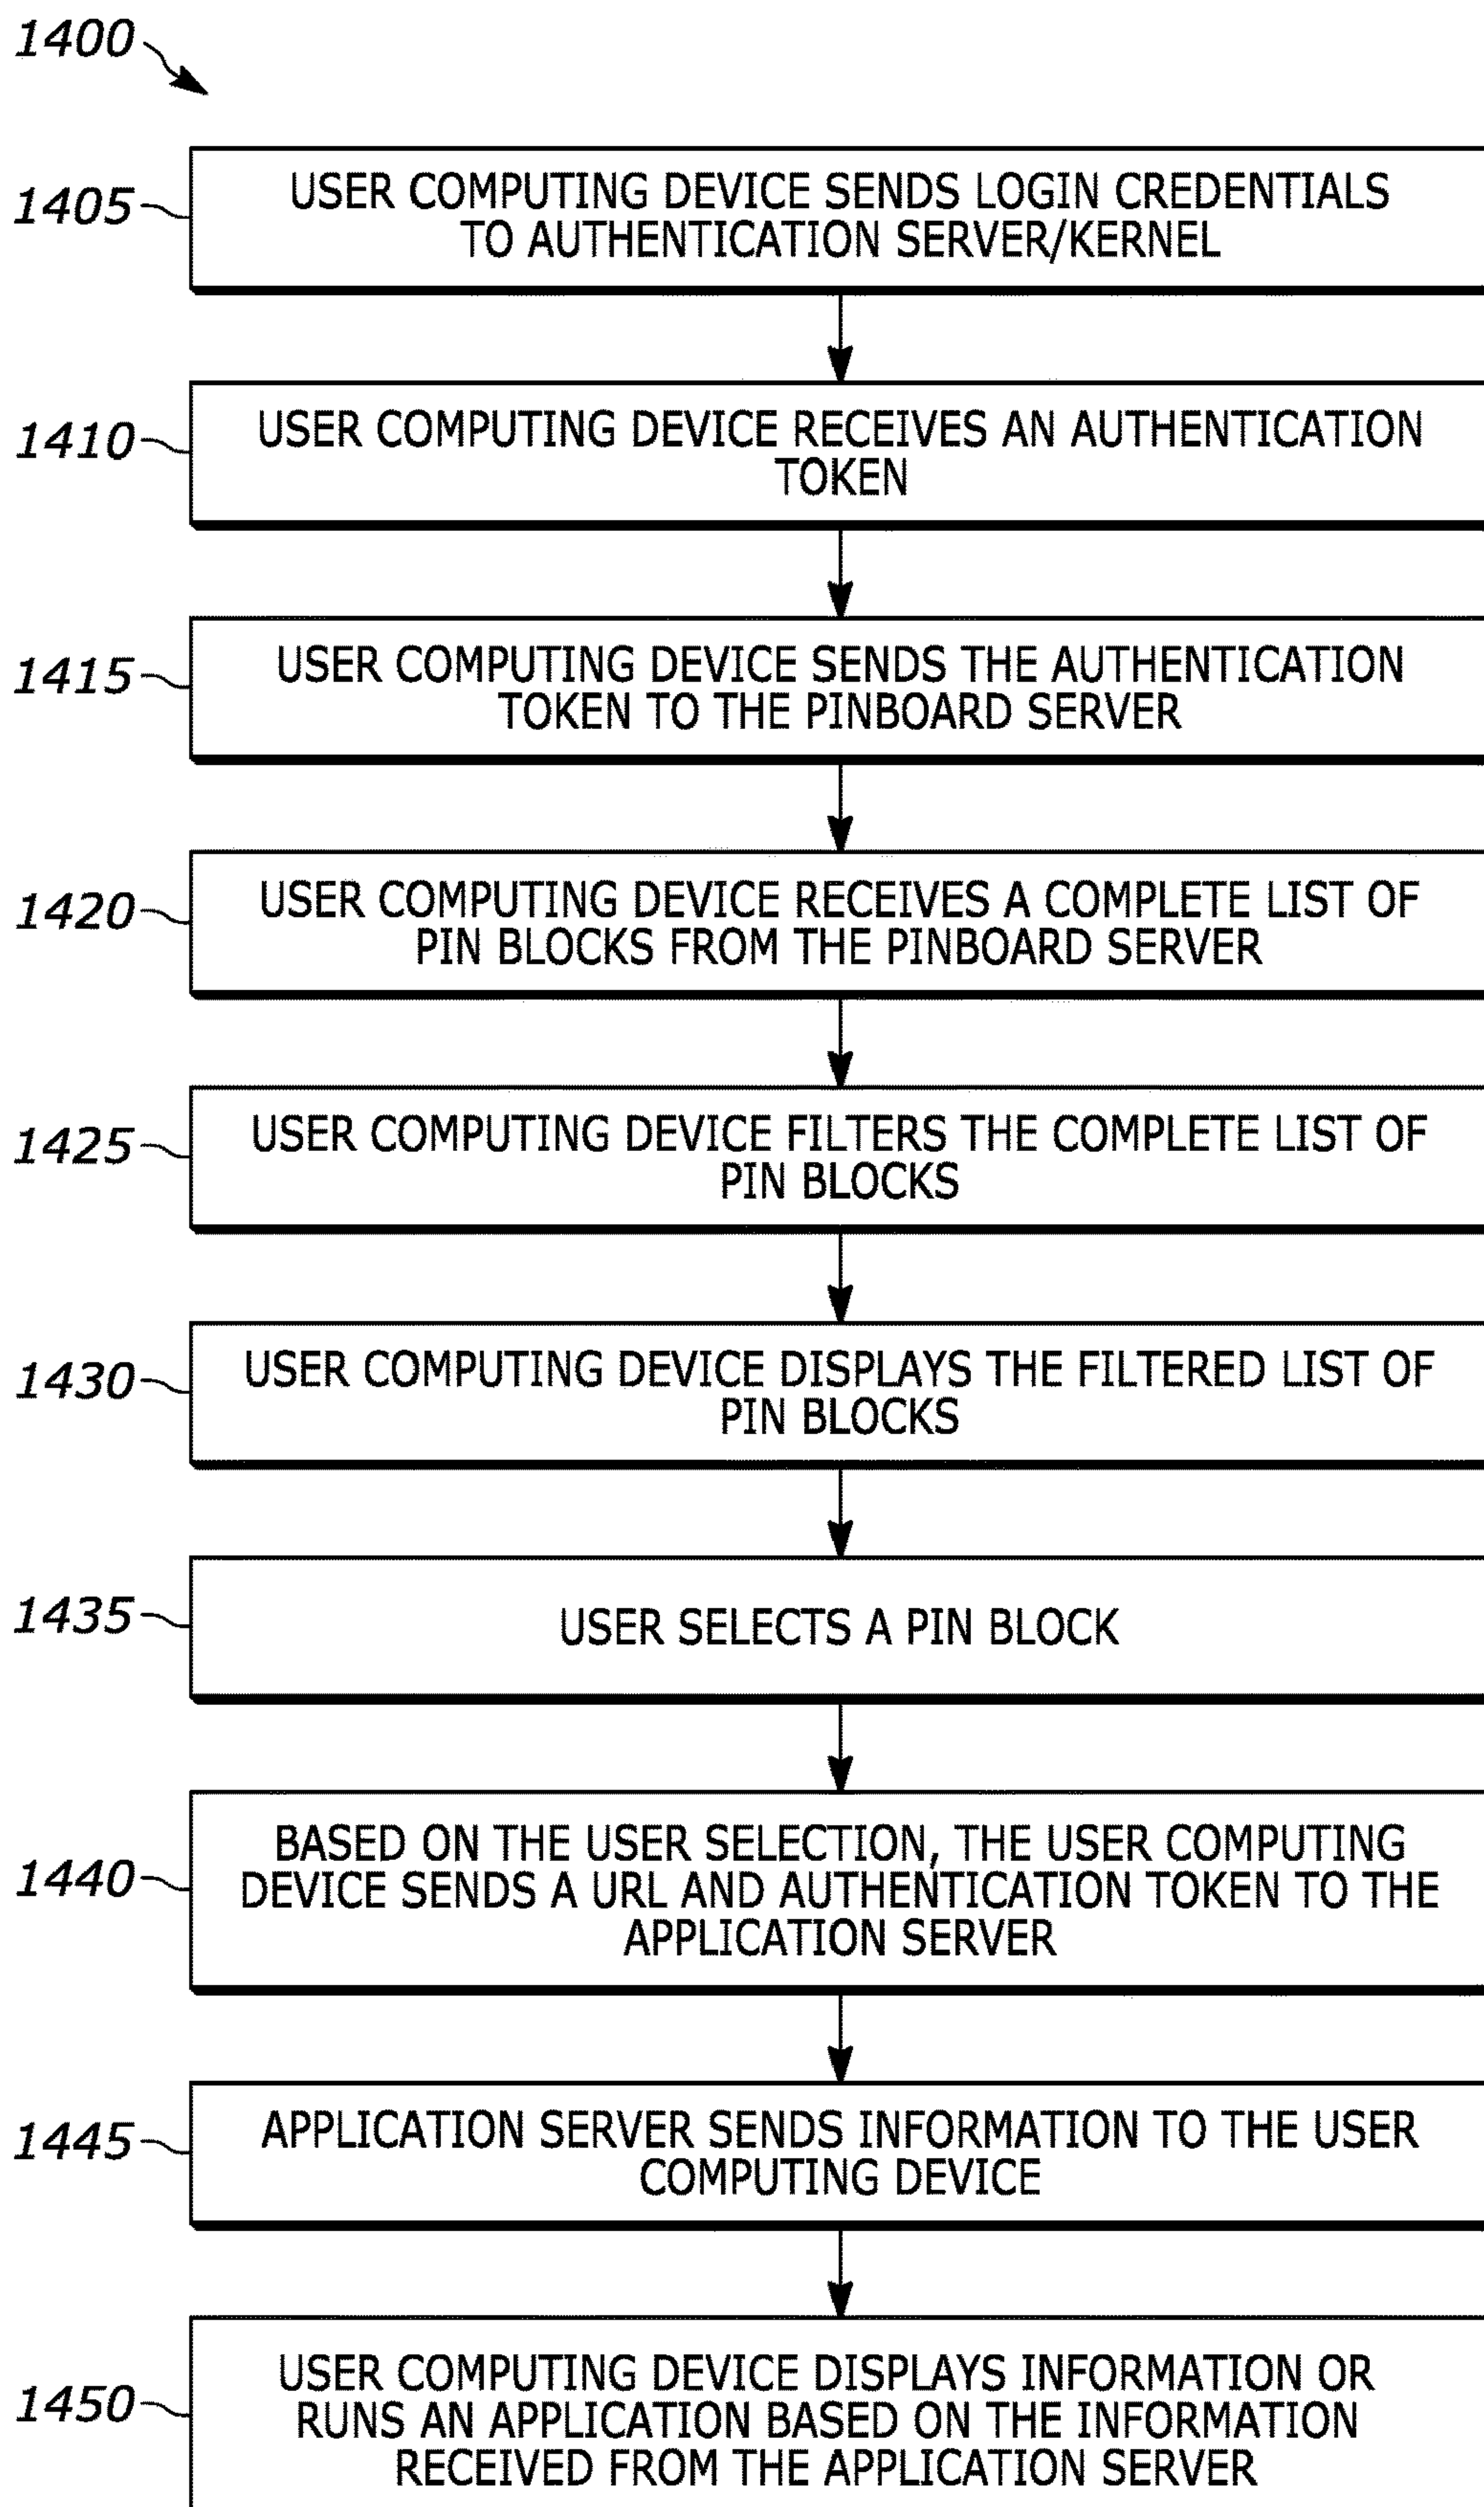 1400
1405
USER COMPUTING DEVICE SENDS LOGIN CREDENTIALS
TO AUTHENTICATION SERVER/KERNEL
1410
USER COMPUTING DEVICE RECEIVES AN AUTHENTICATION
TOKEN
1415
USER COMPUTING DEVICE SENDS THE AUTHENTICATION
TOKEN TO THE PINBOARD SERVER
1420
USER COMPUTING DEVICE RECEIVES A COMPLETE LIST OF
PIN BLOCKS FROM THE PINBOARD SERVER
1425
USER COMPUTING DEVICE FILTERS THE COMPLETE LIST OF
PIN BLOCKS
1430
USER COMPUTING DEVICE DISPLAYS THE FILTERED LIST OF
PIN BLOCKS
1435
USER SELECTS A PIN BLOCK
1440
BASED ON THE USER SELECTION, THE USER COMPUTING
DEVICE SENDS A URL AND AUTHENTICATION TOKEN TO THE
APPLICATION SERVER
1445
APPLICATION SERVER SENDS INFORMATION TO THE USER
COMPUTING DEVICE
1450
USER COMPUTING DEVICE DISPLAYS INFORMATION OR
RUNS AN APPLICATION BASED ON THE INFORMATION
RECEIVED FROM THE APPLICATION SERVER